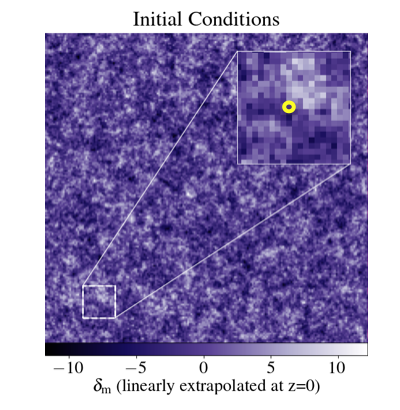 Initial Conditions
−10 −5 0 5 10
δm (linearly extrapolated at z=0)